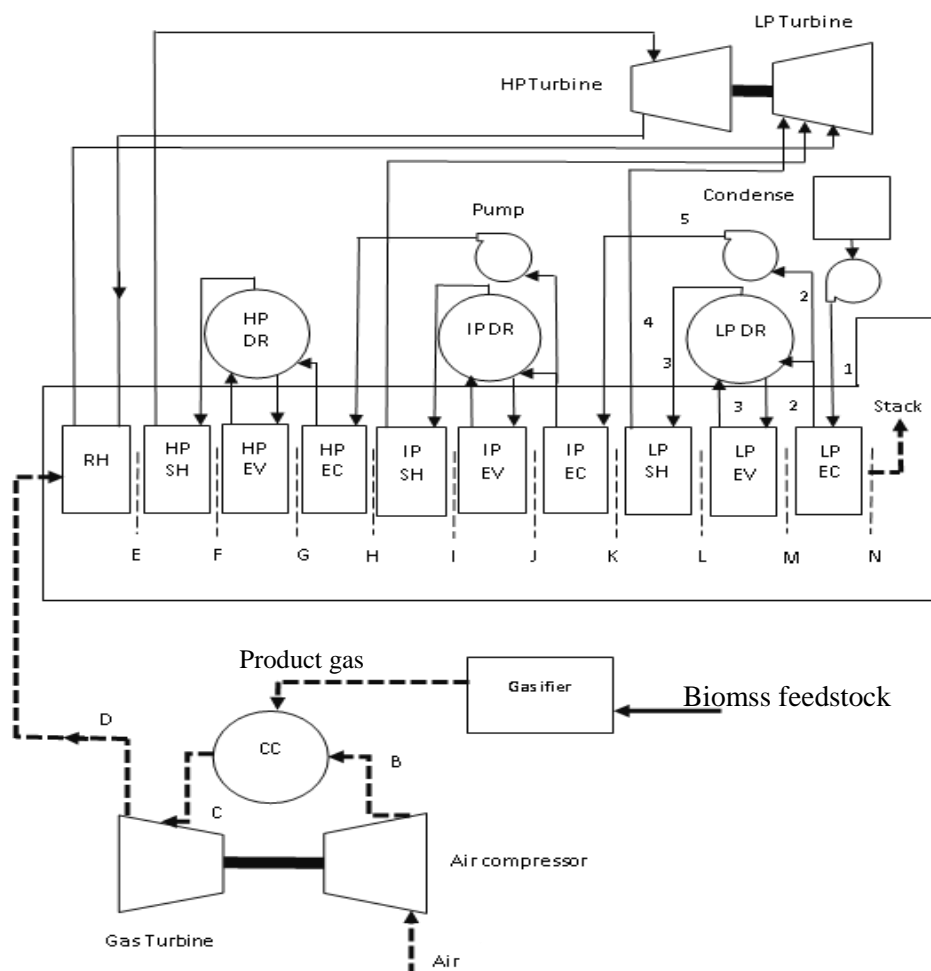 LP Turbine
HP Turbine
Pump
Condense
5
2
HP
DR
IP DR
LP DR
4
3
1
3
2
Stack
RH
HP
SH
HP
EV
HP
EC
IP
SH
IP
EV
IP
EC
LP
SH
LP
EV
LP
EC
E
F
G
H
I
J
K
L
M
N
Product gas
Gasifier
Biomss feedstock
D
CC
B
C
Air compressor
Gas Turbine
Air